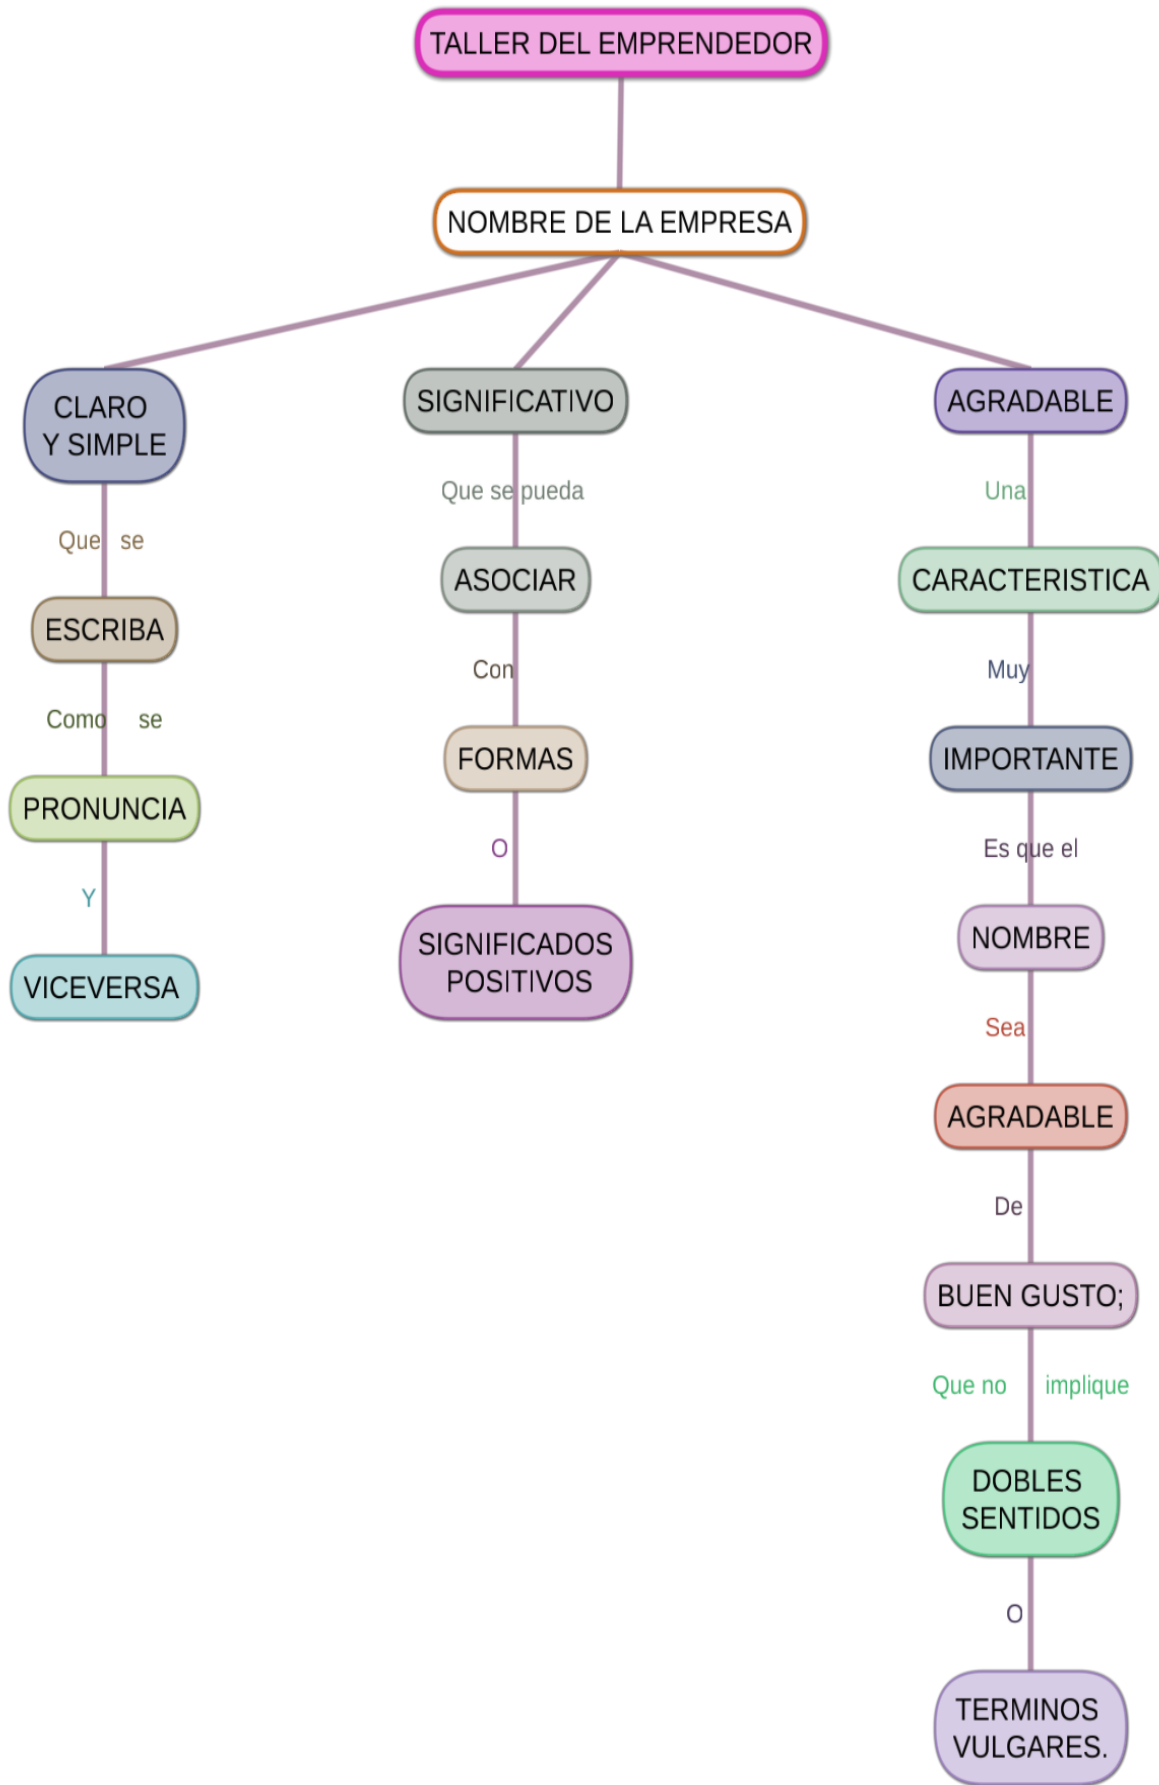 TALLER DEL EMPRENDEDOR
NOMBRE DE LA EMPRESA
CLARO
Y SIMPLE
Que se
ESCRIBA
Como se
PRONUNCIA
Y
VICEVERSA
SIGNIFICATIVO
Que se pueda
ASOCIAR
Con
FORMAS
O
SIGNIFICADOS
POSITIVOS
AGRADABLE
Una
CARACTERISTICA
Muy
IMPORTANTE
Es que el
NOMBRE
Sea
AGRADABLE
De
BUEN GUSTO;
Que no implique
DOBLES
SENTIDOS
O
TERMINOS
VULGARES.